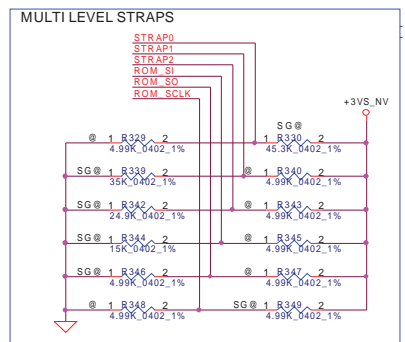 MULTI LEVEL STRAPS
STRAP0
STRAP1
STRAP2
ROM_SI
ROM_SO
ROM_SCLK
+3VS_NV
@ 1 R329 2 SG@ 1 R330 2
4.99K_0402_1% 45.3K_0402_1%
SG@ 1 R339 2 @ 1 R340 2
35K_0402_1% 4.99K_0402_1%
SG@ 1 R342 2 @ 1 R343 2
24.9K_0402_1% 4.99K_0402_1%
SG@ 1 R344 2 @ 1 R345 2
15K_0402_1% 4.99K_0402_1%
SG@ 1 R346 2 @ 1 R347 2
4.99K_0402_1% 4.99K_0402_1%
@ 1 R348 2 SG@ 1 R349 2
4.99K_0402_1% 4.99K_0402_1%